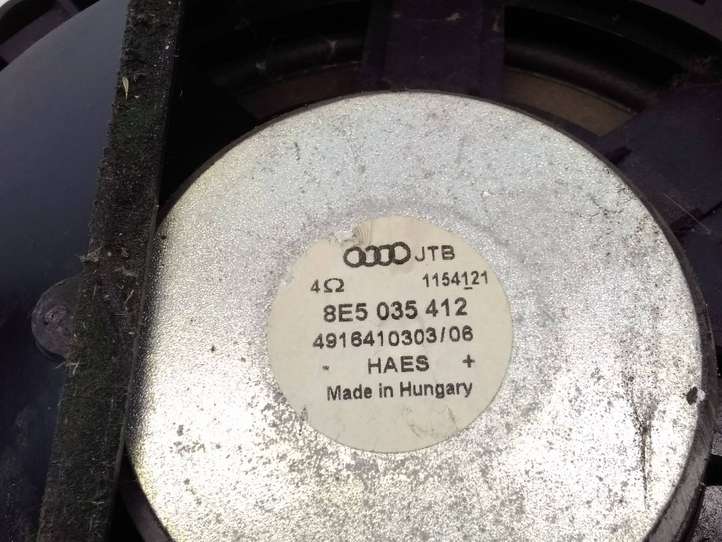 JTB
4Ω 1154121
8E5 035 412
4916410303/06
- HAES +
Made in Hungary